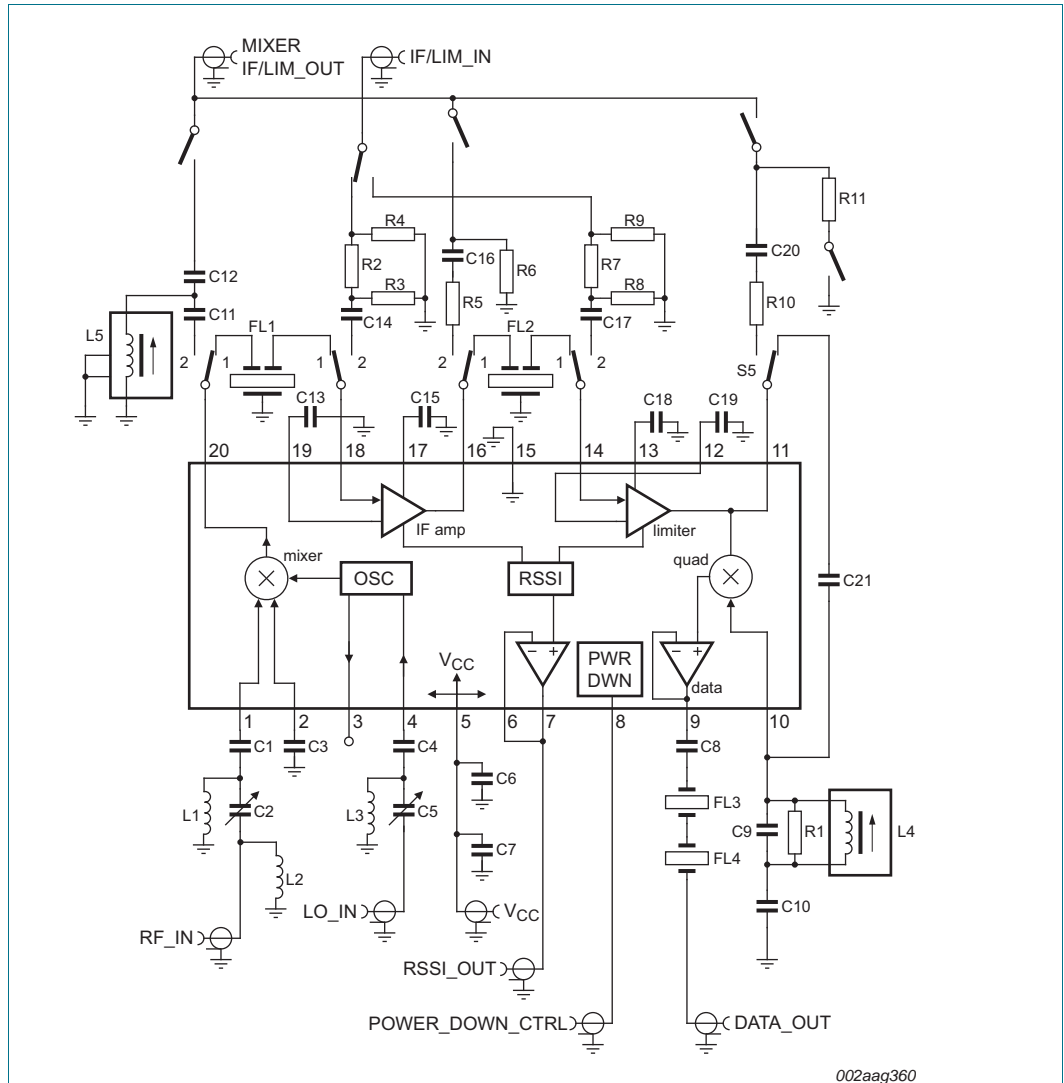 MIXER
IF/LIM_OUT
IF/LIM_IN
R11
R4
R9
C16
C20
R2
R6
R7
C12
R3
R5
R8
R10
C11
C14
C17
L5
FL1
FL2
2 1 1 2 2 1 1 2
S5
C13
C15
C18
C19
20 19 18 17 16 15 14 13 12 11
IF amp
limiter
mixer
quad
OSC
RSSI
C21
VCC
− +
PWR
DWN
− +
data
1 2 3 4 5 6 7 8 9 10
C1
C3
C4
C8
C6
L1
C2
L3
C5
FL3
C9
R1
L4
C7
FL4
L2
C10
LO_IN
VCC
RF_IN
RSSI_OUT
POWER_DOWN_CTRL
DATA_OUT
002aag360